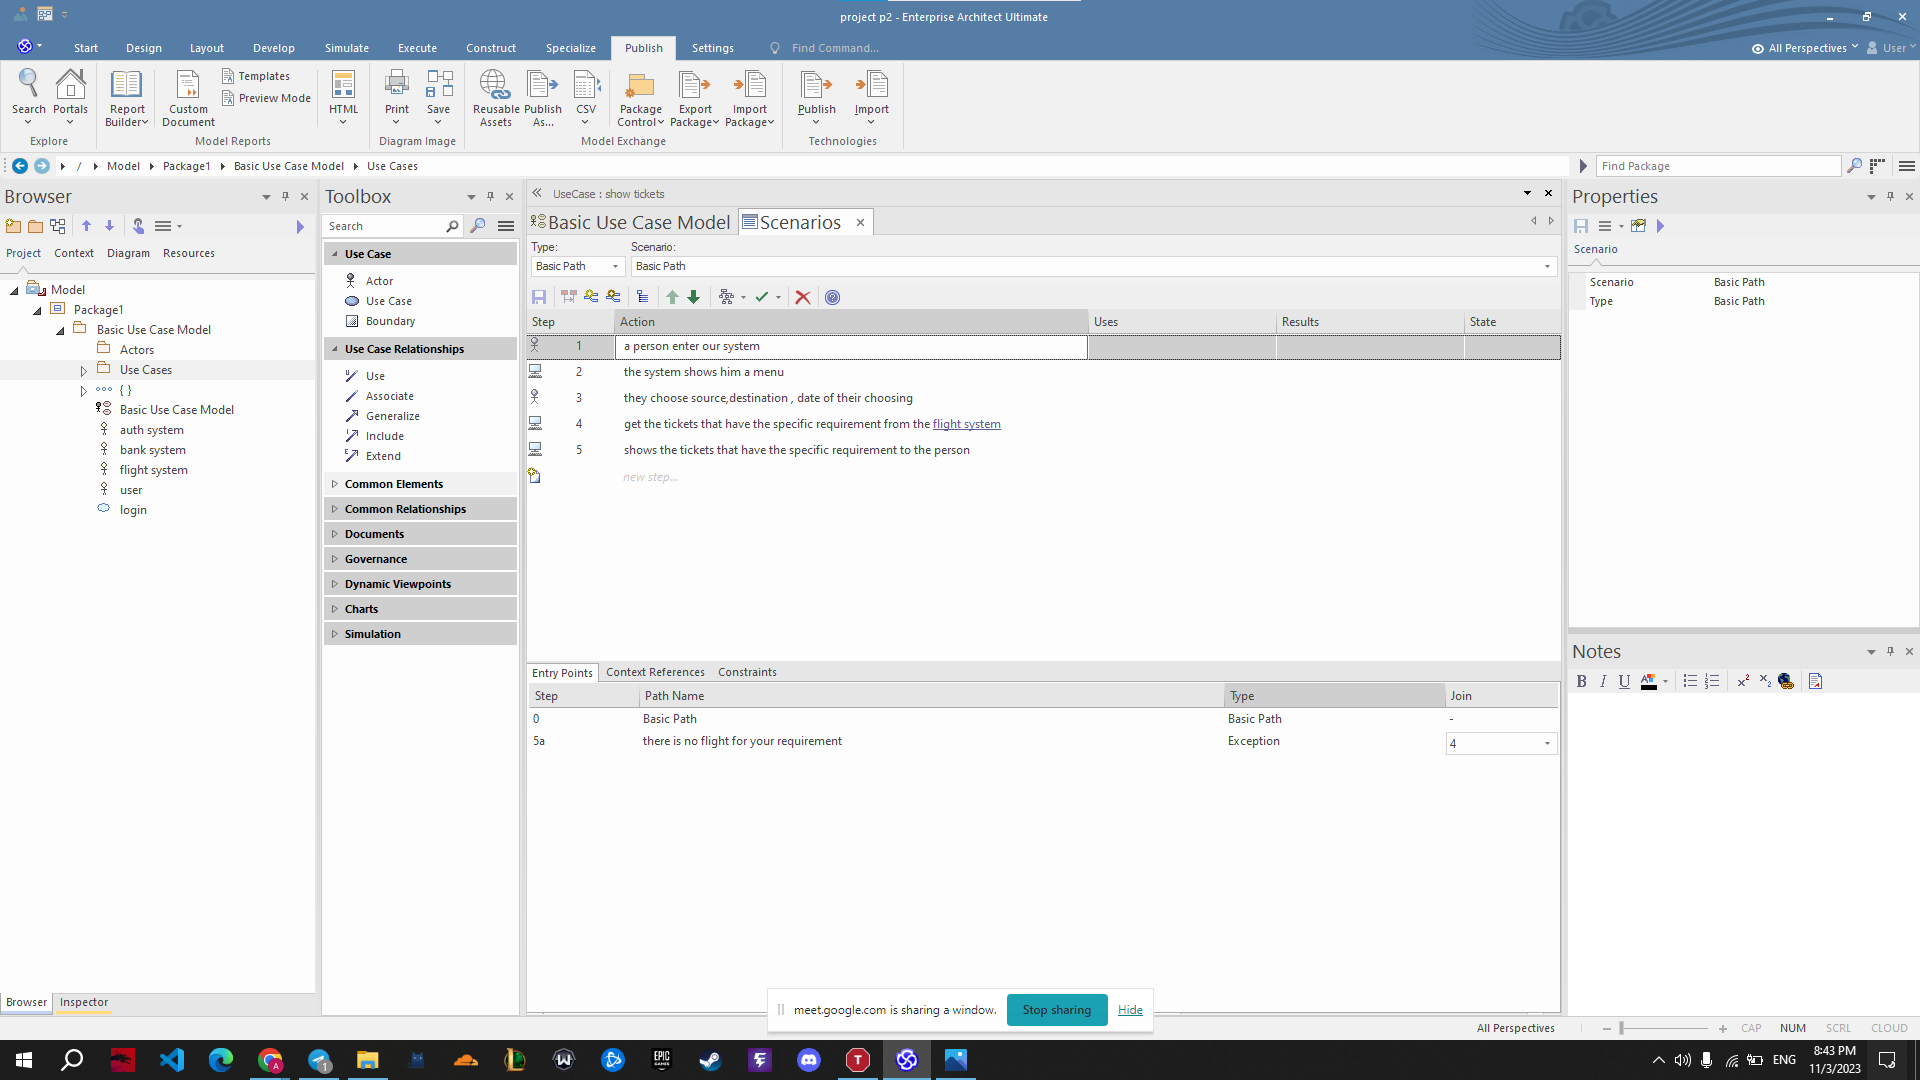 project p2 - Enterprise Architect Ultimate
Start Design Layout Develop Simulate Execute Construct Specialize Publish Settings Find Command... All Perspectives User
Search Portals
Explore
Report Builder Custom Document Templates Preview Mode
Model Reports
HTML
Print Save
Diagram Image
Reusable Assets Publish As... CSV Package Control Export Package Import Package
Model Exchange
Publish Import
Technologies
/ Model Package1 Basic Use Case Model Use Cases Find Package
Browser
Project Context Diagram Resources
Model
Package1
Basic Use Case Model
Actors
Use Cases
{ }
Basic Use Case Model
auth system
bank system
flight system
user
login
Browser Inspector
Toolbox
Search
Use Case
Actor
Use Case
Boundary
Use Case Relationships
Use
Associate
Generalize
Include
Extend
Common Elements
Common Relationships
Documents
Governance
Dynamic Viewpoints
Charts
Simulation
UseCase : show tickets
Basic Use Case Model Scenarios
Type: Scenario:
Basic Path Basic Path
Step Action Uses Results State
1 a person enter our system
2 the system shows him a menu
3 they choose source,destination , date of their choosing
4 get the tickets that have the specific requirement from the flight system
5 shows the tickets that have the specific requirement to the person
new step...
Entry Points Context References Constraints
Step Path Name Type Join
0 Basic Path Basic Path -
5a there is no flight for your requirement Exception 4
Properties
Scenario
Scenario Basic Path
Type Basic Path
Notes
B I U
meet.google.com is sharing a window. Stop sharing Hide
All Perspectives CAP NUM SCRL CLOUD
ENG 8:43 PM
11/3/2023